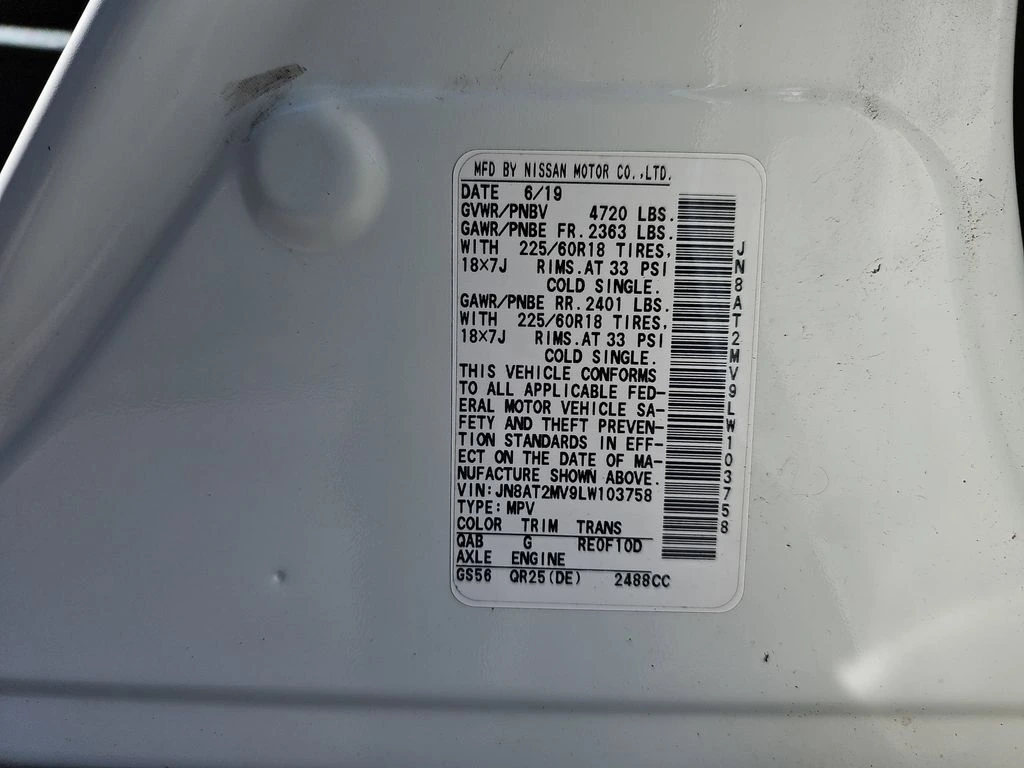 MFD BY NISSAN MOTOR CO.,LTD.
DATE 6/19
GVWR/PNBV 4720 LBS.
GAWR/PNBE FR. 2363 LBS.
WITH 225/60R18 TIRES,
18×7J RIMS. AT 33 PSI
COLD SINGLE.
GAWR/PNBE RR. 2401 LBS.
WITH 225/60R18 TIRES,
18×7J RIMS. AT 33 PSI
COLD SINGLE.
THIS VEHICLE CONFORMS
TO ALL APPLICABLE FED-
ERAL MOTOR VEHICLE SA-
FETY AND THEFT PREVEN-
TION STANDARDS IN EFF-
ECT ON THE DATE OF MA-
NUFACTURE SHOWN ABOVE.
VIN: JN8AT2MV9LW103758
TYPE: MPV
COLOR TRIM TRANS
QAB G RE0F10D
AXLE ENGINE
GS56 QR25(DE) 2488CC
JN8AT2MV9LW103758